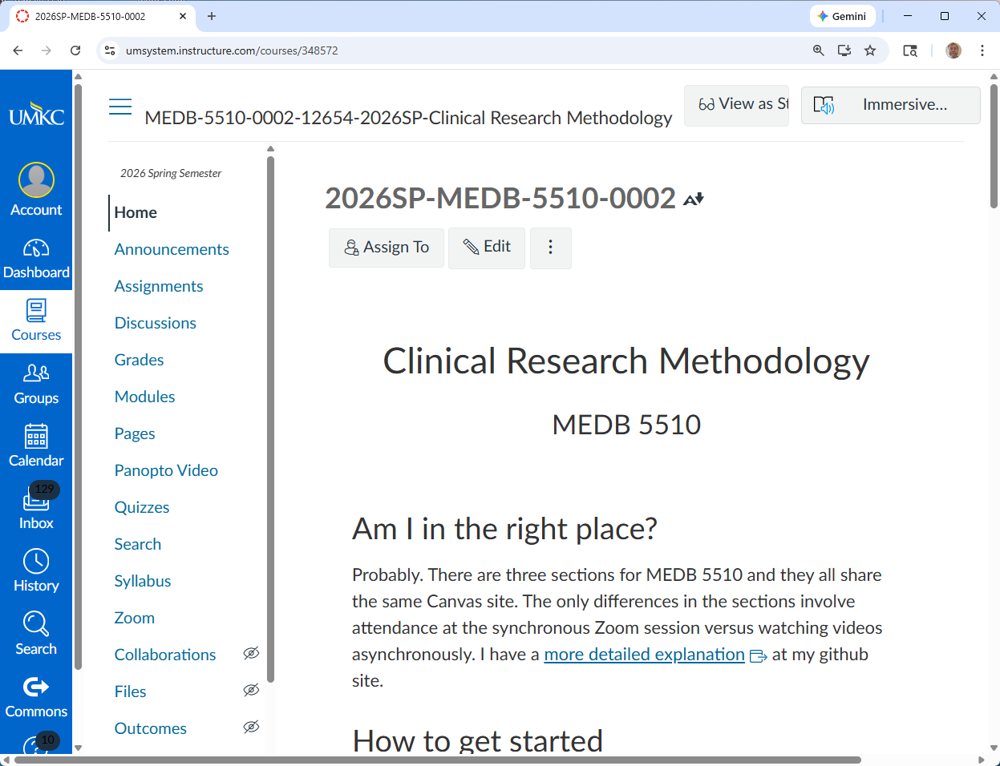 2026SP-MEDB-5510-0002
Gemini
umsystem.instructure.com/courses/348572
UMKC
Account
Dashboard
Courses
Groups
Calendar
129
Inbox
History
Search
Commons
10
MEDB-5510-0002-12654-2026SP-Clinical Research Methodology
View as St
Immersive...
2026 Spring Semester
Home
Announcements
Assignments
Discussions
Grades
Modules
Pages
Panopto Video
Quizzes
Search
Syllabus
Zoom
Collaborations
Files
Outcomes
2026SP-MEDB-5510-0002
Assign To
Edit
Clinical Research Methodology
MEDB 5510
Am I in the right place?
Probably. There are three sections for MEDB 5510 and they all share
the same Canvas site. The only differences in the sections involve
attendance at the synchronous Zoom session versus watching videos
asynchronously. I have a more detailed explanation at my github
site.
How to get started